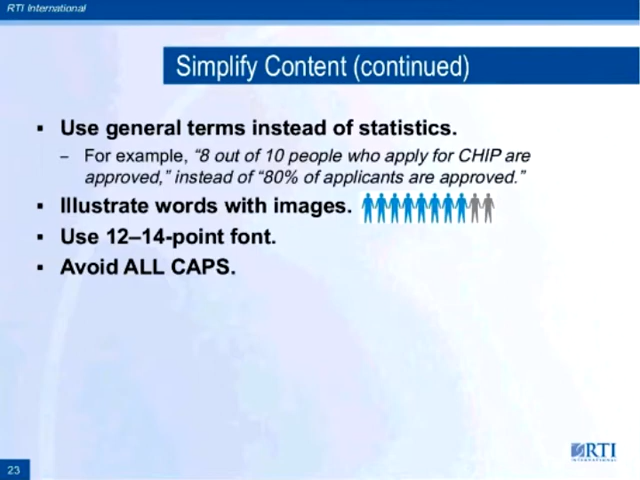 RTI International
Simplify Content (continued)
▪ Use general terms instead of statistics.
– For example, “8 out of 10 people who apply for CHIP are
approved,” instead of “80% of applicants are approved.”
▪ Illustrate words with images.
▪ Use 12–14-point font.
▪ Avoid ALL CAPS.
23
RTI
INTERNATIONAL